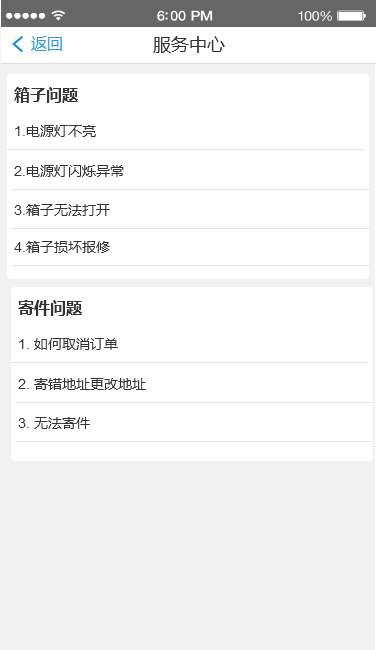 6:00 PM 100%
返回 服务中心
箱子问题
1.电源灯不亮
2.电源灯闪烁异常
3.箱子无法打开
4.箱子损坏报修
寄件问题
1. 如何取消订单
2. 寄错地址更改地址
3. 无法寄件